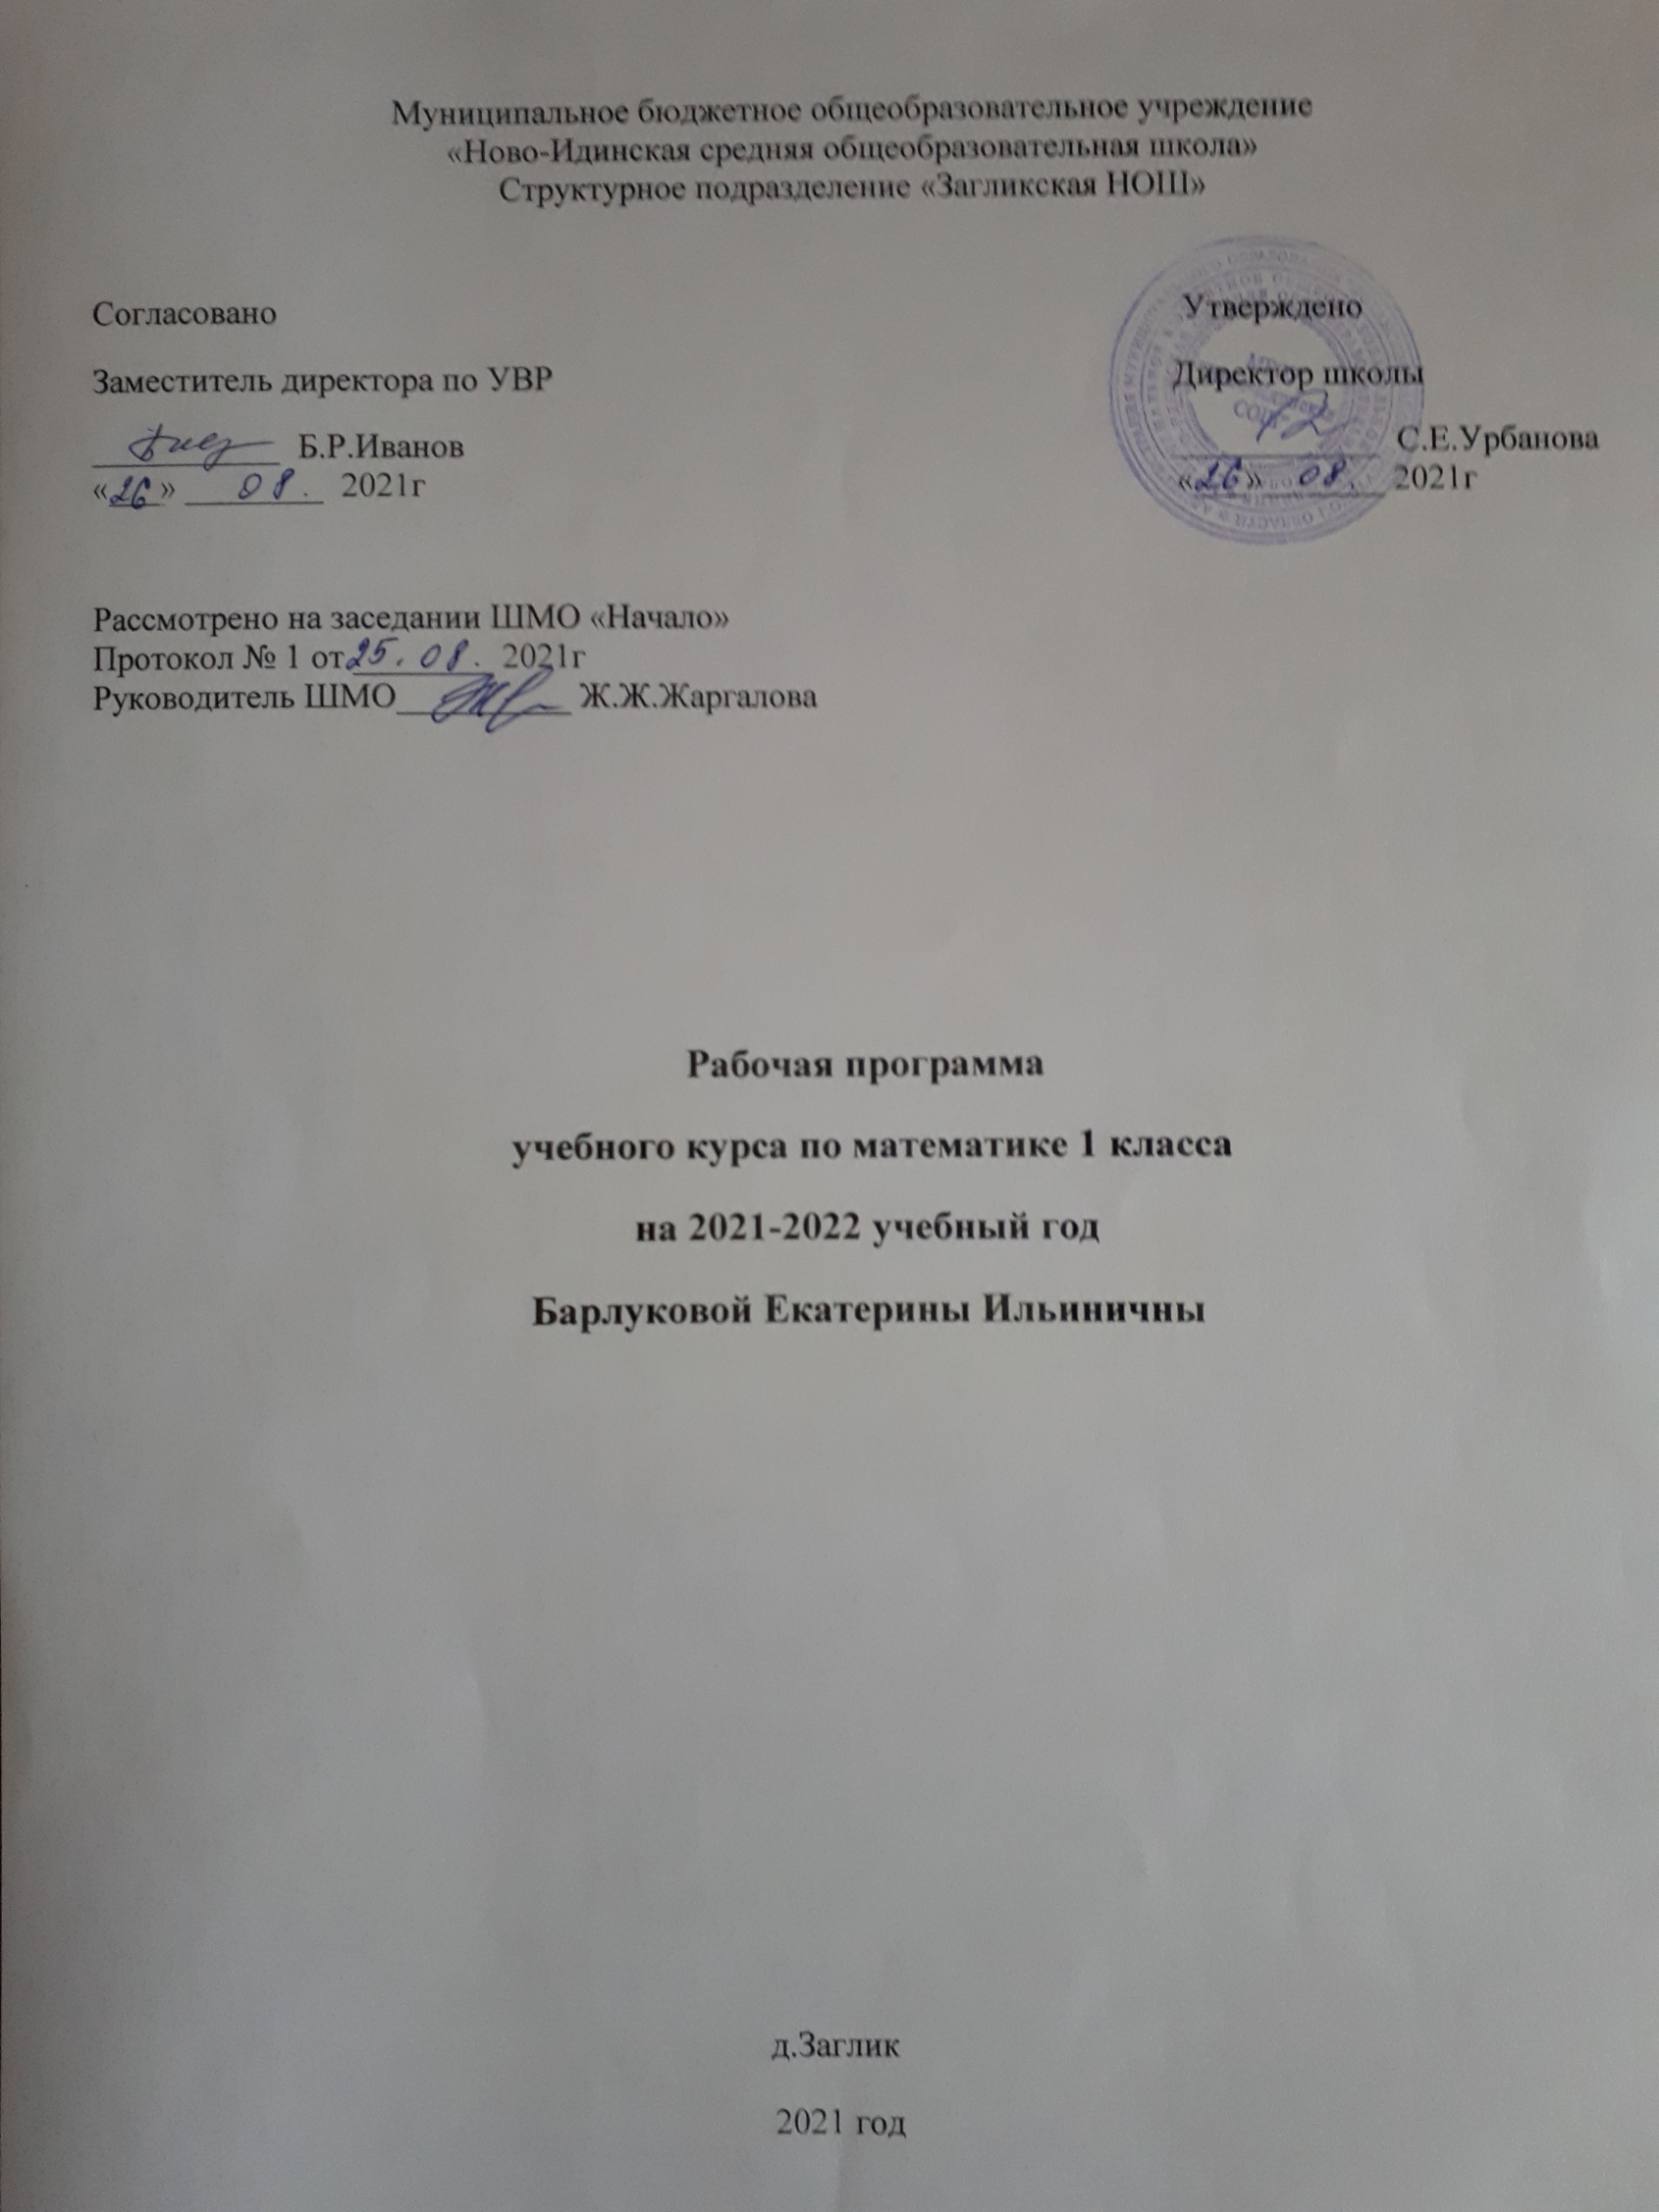 Муниципальное бюджетное общеобразовательное учреждение
«Ново-Идинская средняя общеобразовательная школа»
Структурное подразделение «Загликская НОШ»
Согласовано
Утверждено
Заместитель директора по УВР
Директор школы
Б.Р.Иванов
С.Е.Урбанова
«26» 08. 2021г
«26» 08. 2021г
Рассмотрено на заседании ШМО «Начало»
Протокол № 1 от 25.08. 2021г
Руководитель ШМО Ж.Ж.Жаргалова
Рабочая программа
учебного курса по математике 1 класса
на 2021-2022 учебный год
Барлуковой Екатерины Ильиничны
д.Заглик
2021 год